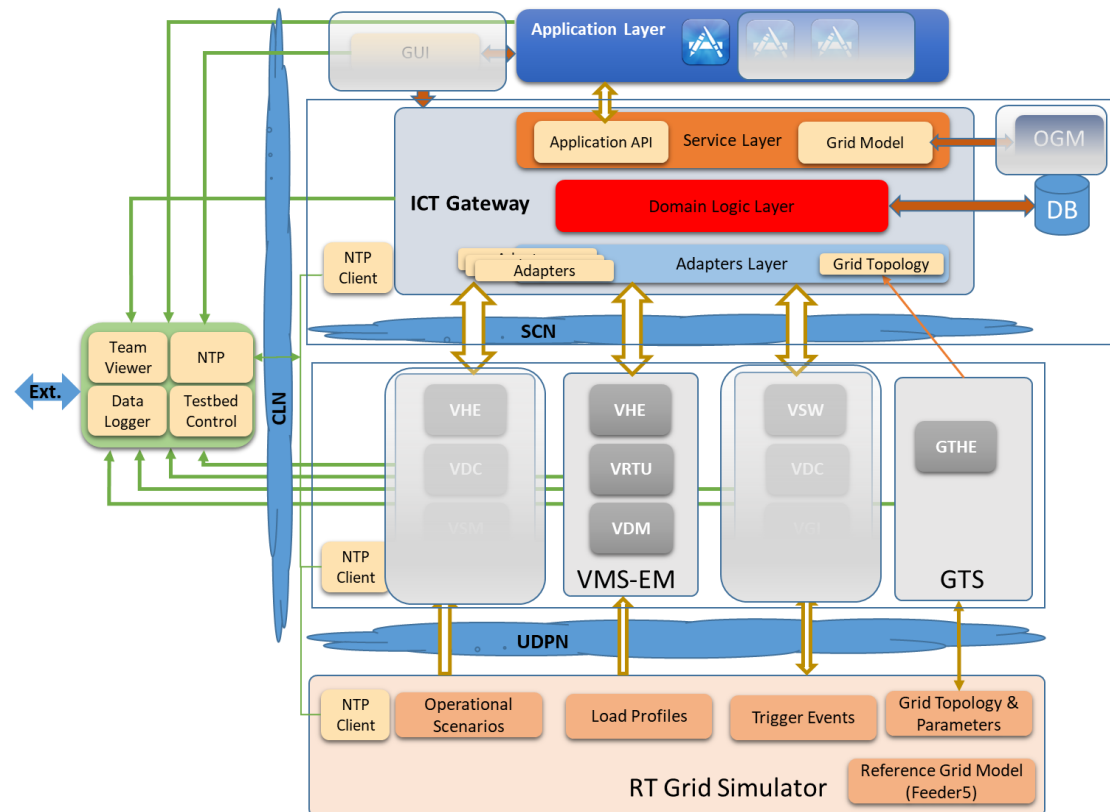 Application Layer
GUI
Application API
Service Layer
Grid Model
OGM
ICT Gateway
Domain Logic Layer
DB
NTP
Client
Adapters
Adapters Layer
Grid Topology
SCN
Team
Viewer
NTP
Data
Logger
Testbed
Control
Ext.
CLN
VHE
VDC
VSM
VHE
VRTU
VDM
VMS-EM
VSW
VDC
GTHE
GTS
NTP
Client
UDPN
NTP
Client
Operational
Scenarios
Load Profiles
Trigger Events
Grid Topology &
Parameters
Reference Grid Model
(Feeder5)
RT Grid Simulator